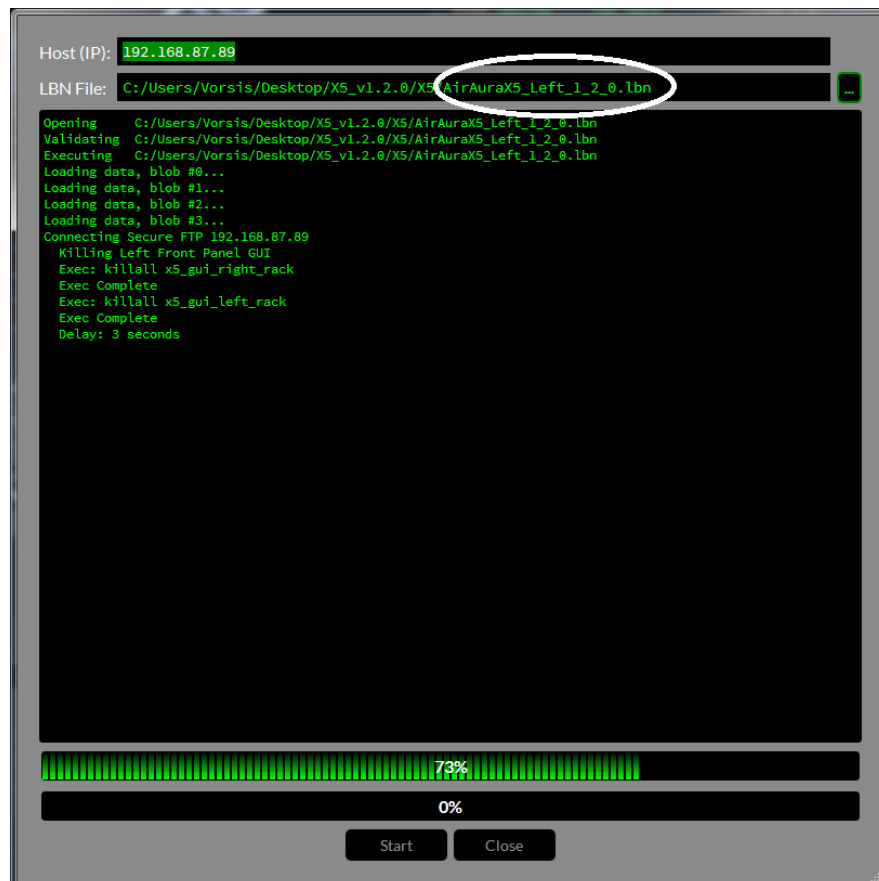 Host (IP): 192.168.87.89
LBN File: C:/Users/Vorsis/Desktop/X5_v1.2.0/X5/AirAuraX5_Left_1_2_0.lbn ...
Opening C:/Users/Vorsis/Desktop/X5_v1.2.0/X5/AirAuraX5_Left_1_2_0.lbn
Validating C:/Users/Vorsis/Desktop/X5_v1.2.0/X5/AirAuraX5_Left_1_2_0.lbn
Executing C:/Users/Vorsis/Desktop/X5_v1.2.0/X5/AirAuraX5_Left_1_2_0.lbn
Loading data, blob #0...
Loading data, blob #1...
Loading data, blob #2...
Loading data, blob #3...
Connecting Secure FTP 192.168.87.89
Killing Left Front Panel GUI
Exec: killall x5_gui_right_rack
Exec Complete
Exec: killall x5_gui_left_rack
Exec Complete
Delay: 3 seconds
73%
0%
Start Close